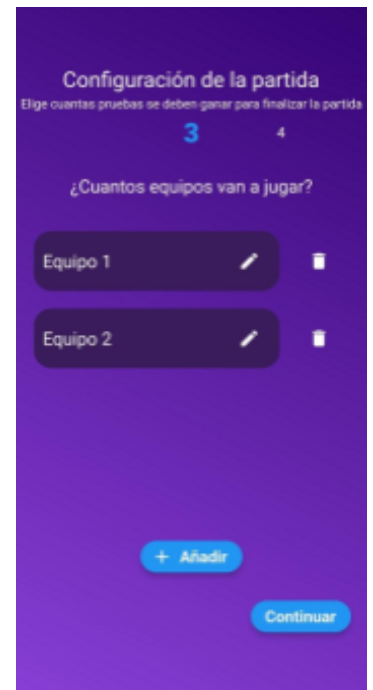 Configuración de la partida
Elige cuantas pruebas se deben ganar para finalizar la partida
3 4
¿Cuantos equipos van a jugar?
Equipo 1
Equipo 2
+ Añadir
Continuar